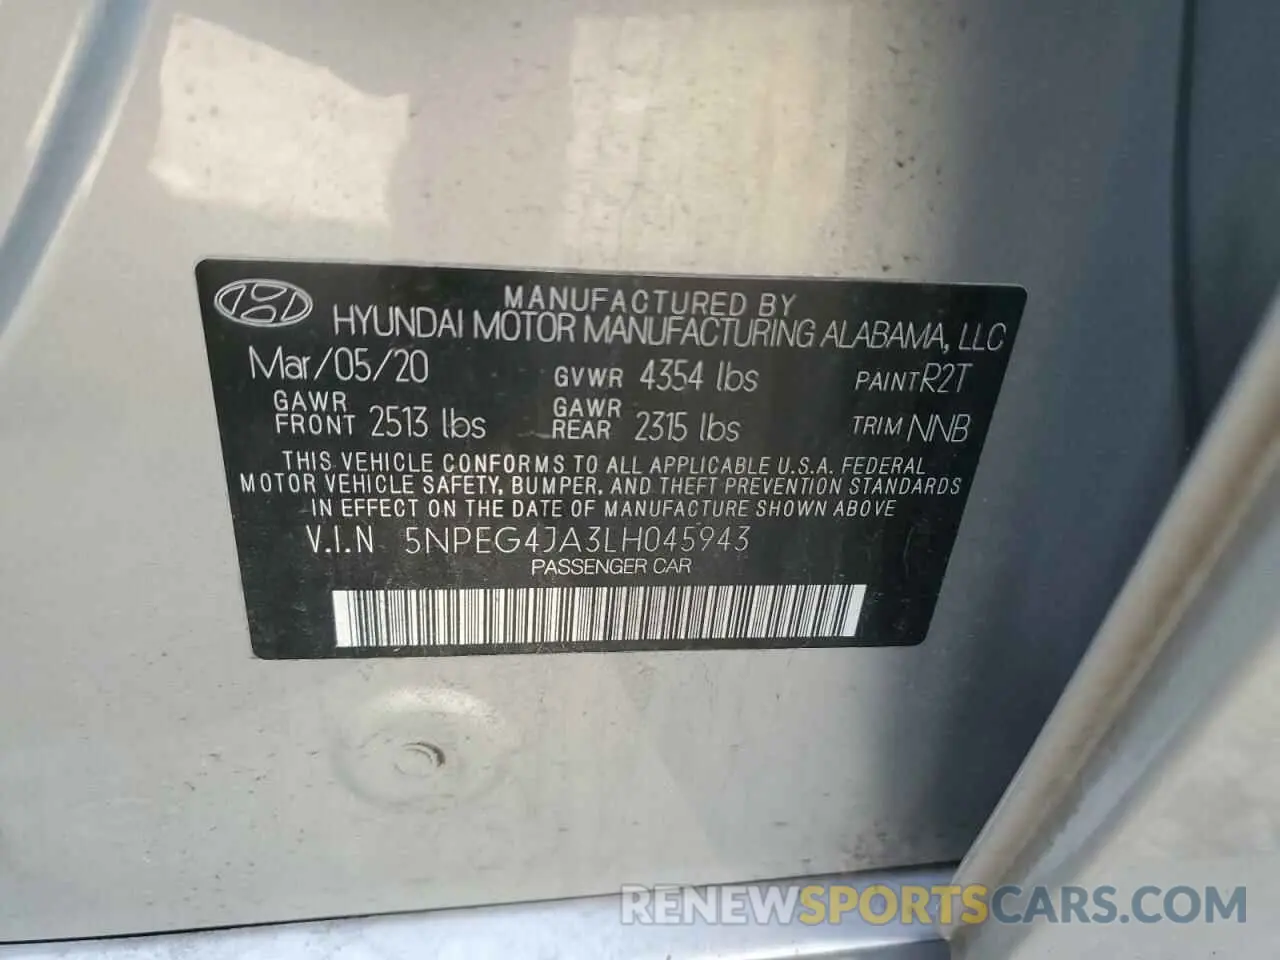 MANUFACTURED BY
HYUNDAI MOTOR MANUFACTURING ALABAMA, LLC
Mar/05/20 GVWR 4354 lbs PAINT R2T
GAWR FRONT 2513 lbs GAWR REAR 2315 lbs TRIM NNB
THIS VEHICLE CONFORMS TO ALL APPLICABLE U.S.A. FEDERAL
MOTOR VEHICLE SAFETY, BUMPER, AND THEFT PREVENTION STANDARDS
IN EFFECT ON THE DATE OF MANUFACTURE SHOWN ABOVE
V.I.N 5NPEG4JA3LH045943
PASSENGER CAR
RENEWSPORTSCARS.COM